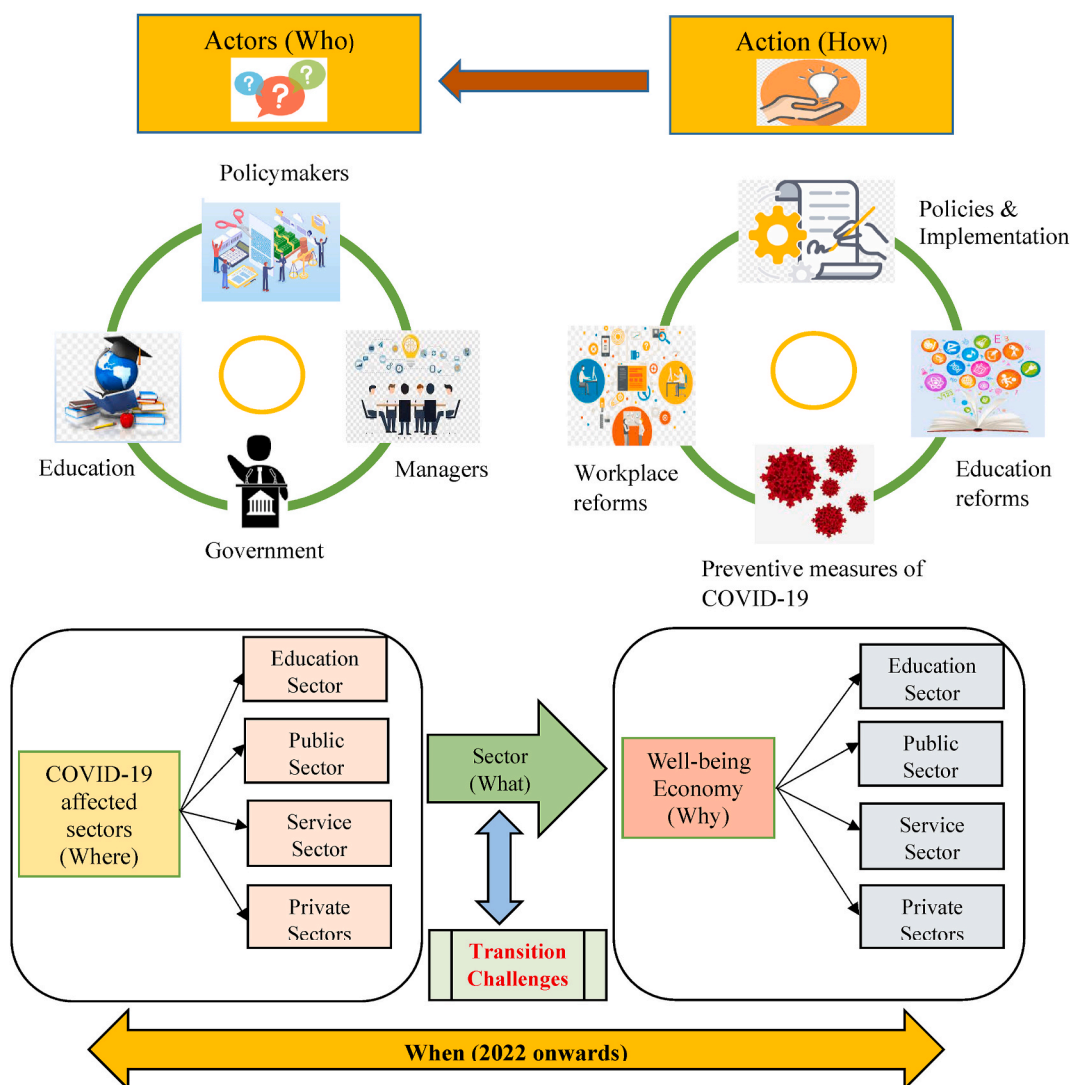 Actors (Who)
Action (How)
? ? ?
Policymakers
Policies &
Implementation
E
Education
Managers
Workplace
reforms
Education
reforms
Government
Preventive measures of
COVID-19
Education
Sector
Public
Sector
Service
Sector
Private
Sectors
COVID-19
affected
sectors
(Where)
Sector
(What)
Transition
Challenges
Well-being
Economy
(Why)
Education
Sector
Public
Sector
Service
Sector
Private
Sectors
When (2022 onwards)